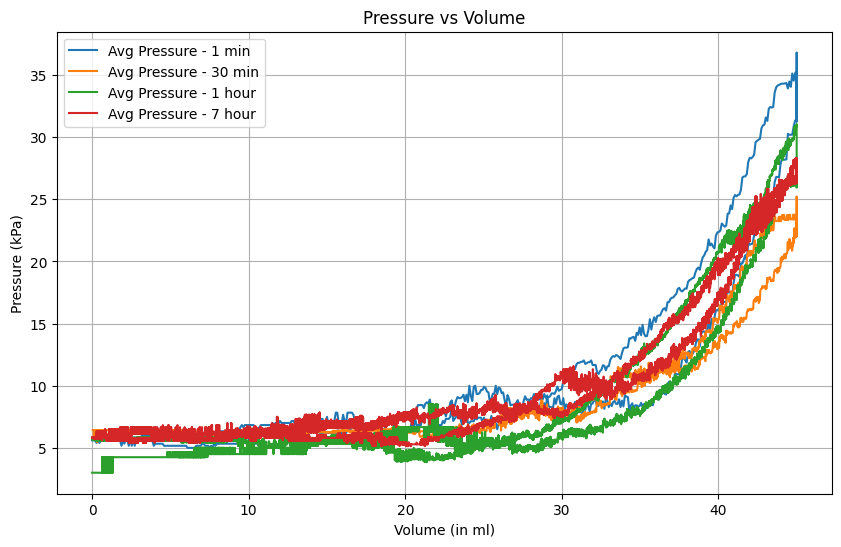 Pressure vs Volume
Avg Pressure - 1 min
Avg Pressure - 30 min
Avg Pressure - 1 hour
Avg Pressure - 7 hour
Pressure (kPa)
35
30
25
20
15
10
5
0
10
20
30
40
Volume (in ml)